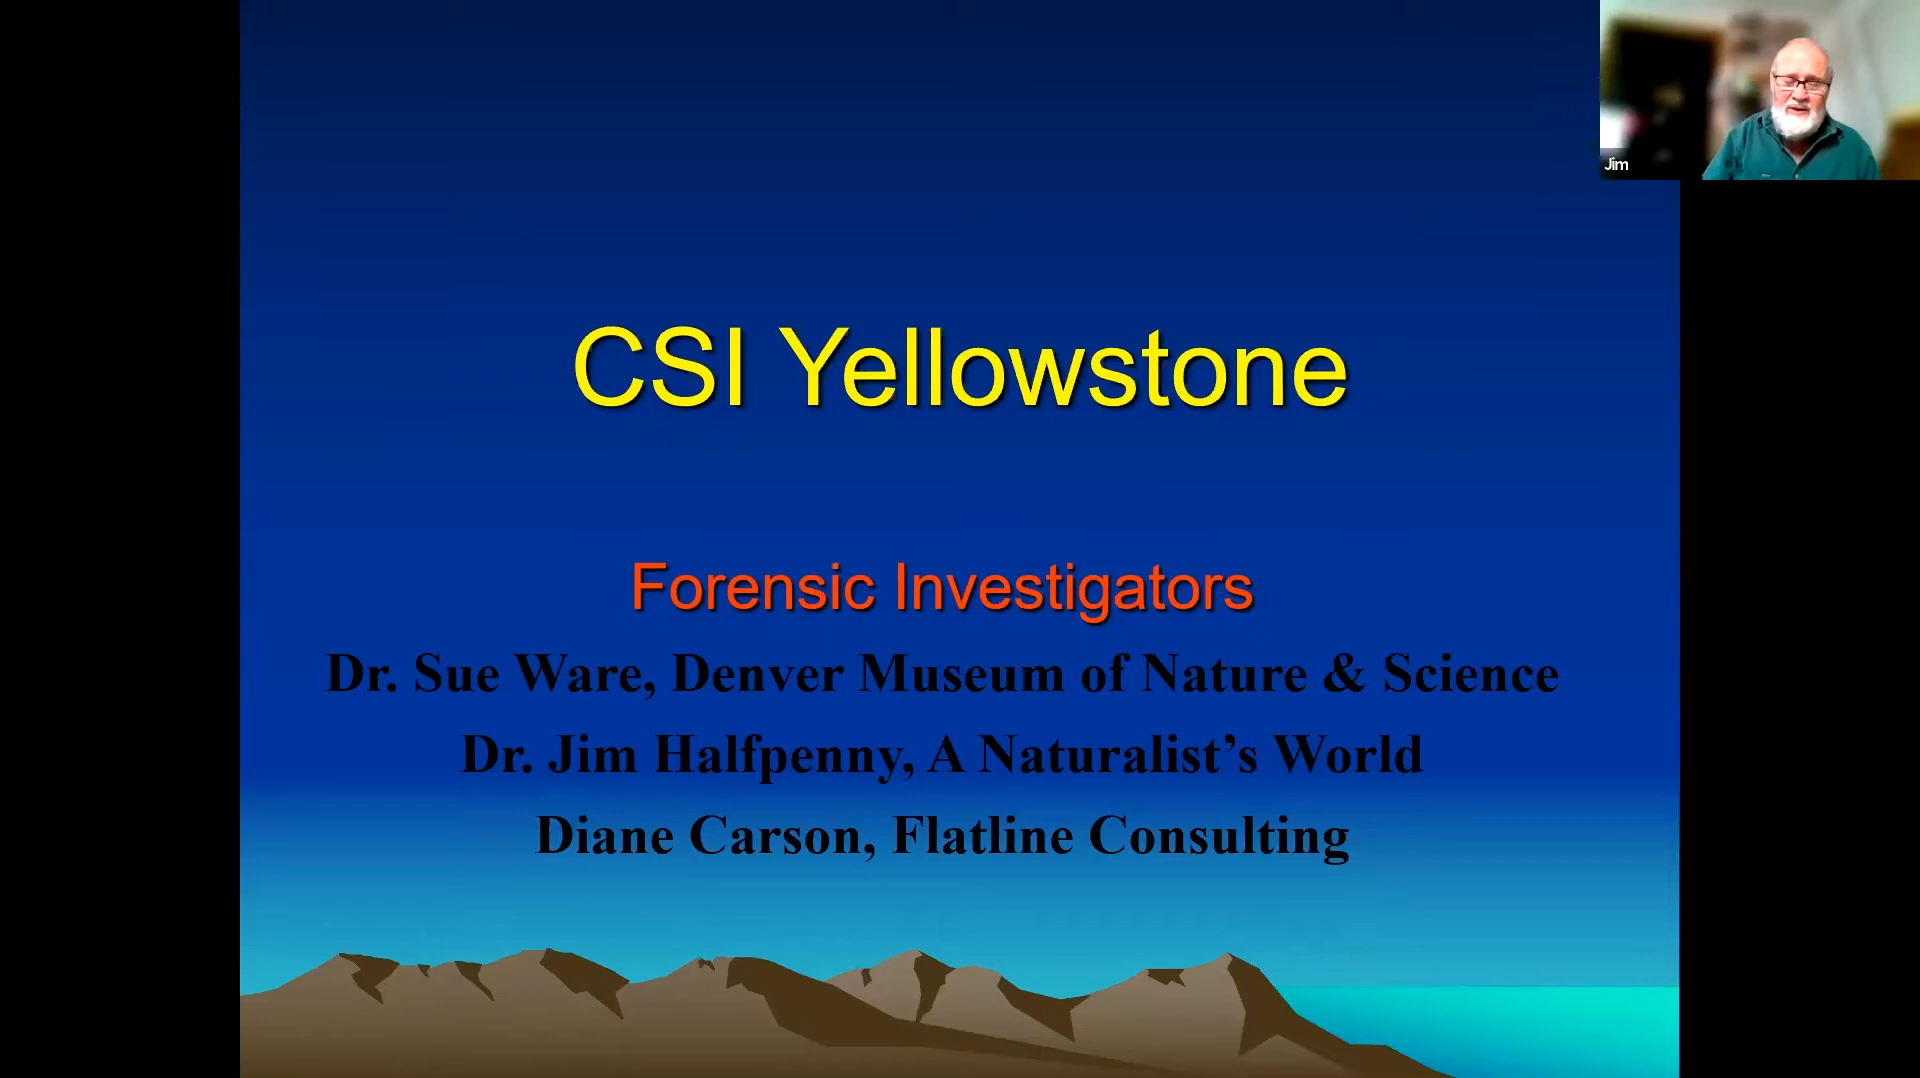 CSI Yellowstone
Forensic Investigators
Dr. Sue Ware, Denver Museum of Nature & Science
Dr. Jim Halfpenny, A Naturalist’s World
Diane Carson, Flatline Consulting
Jim